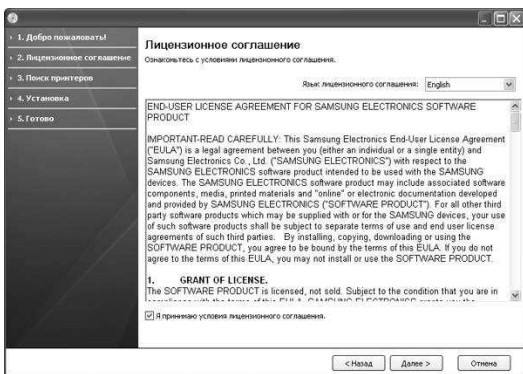 1. Добро пожаловать!
2. Лицензионное соглашение
3. Поиск принтеров
4. Установка
5. Готово
Лицензионное соглашение
Ознакомьтесь с условиями лицензионного соглашения.
Язык лицензионного соглашения: English
END-USER LICENSE AGREEMENT FOR SAMSUNG ELECTRONICS SOFTWARE
PRODUCT
IMPORTANT-READ CAREFULLY: This Samsung Electronics End-User License Agreement
("EULA") is a legal agreement between you (either an individual or a single entity) and
Samsung Electronics Co., Ltd. ("SAMSUNG ELECTRONICS") with respect to the
SAMSUNG ELECTRONICS software product intended to be used with the SAMSUNG
devices. The SAMSUNG ELECTRONICS software product may include associated software
components, media, printed materials and "online" or electronic documentation developed
and provided by SAMSUNG ELECTRONICS ("SOFTWARE PRODUCT"). For all other third
party software products which may be supplied with or for the SAMSUNG devices, your use
of such software products shall be subject to separate terms of use and end user license
agreements of such third parties. By installing, copying, downloading or using the
SOFTWARE PRODUCT, you agree to be bound by the terms of this EULA. If you do not
agree to the terms of this EULA, you may not install or use the SOFTWARE PRODUCT.
1. GRANT OF LICENSE.
The SOFTWARE PRODUCT is licensed, not sold. Subject to the condition that you are in
Я принимаю условия лицензионного соглашения.
< Назад
Далее >
Отмена